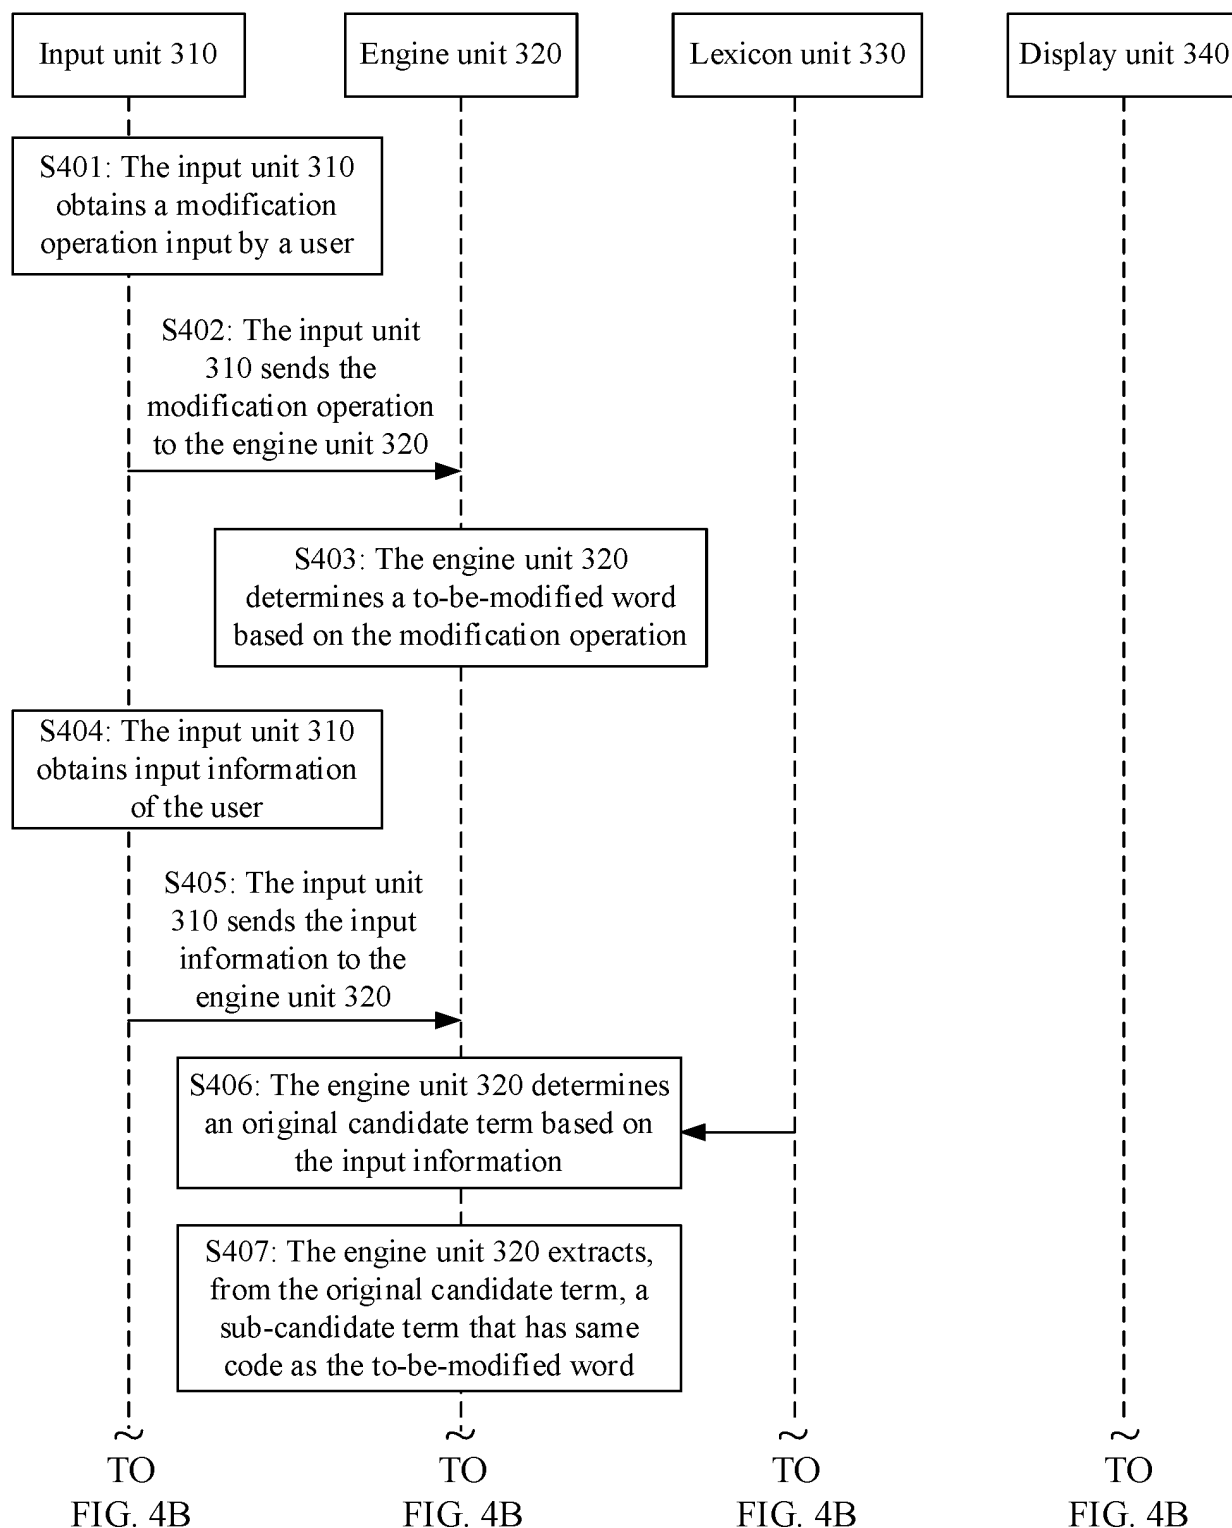 Input unit 310
Engine unit 320
Lexicon unit 330
Display unit 340
S401: The input unit 310
obtains a modification
operation input by a user
S402: The input unit
310 sends the
modification operation
to the engine unit 320
S403: The engine unit 320
determines a to-be-modified word
based on the modification operation
S404: The input unit 310
obtains input information
of the user
S405: The input unit
310 sends the input
information to the
engine unit 320
S406: The engine unit 320 determines
an original candidate term based on
the input information
S407: The engine unit 320 extracts,
from the original candidate term, a
sub-candidate term that has same
code as the to-be-modified word
TO
FIG. 4B
TO
FIG. 4B
TO
FIG. 4B
TO
FIG. 4B